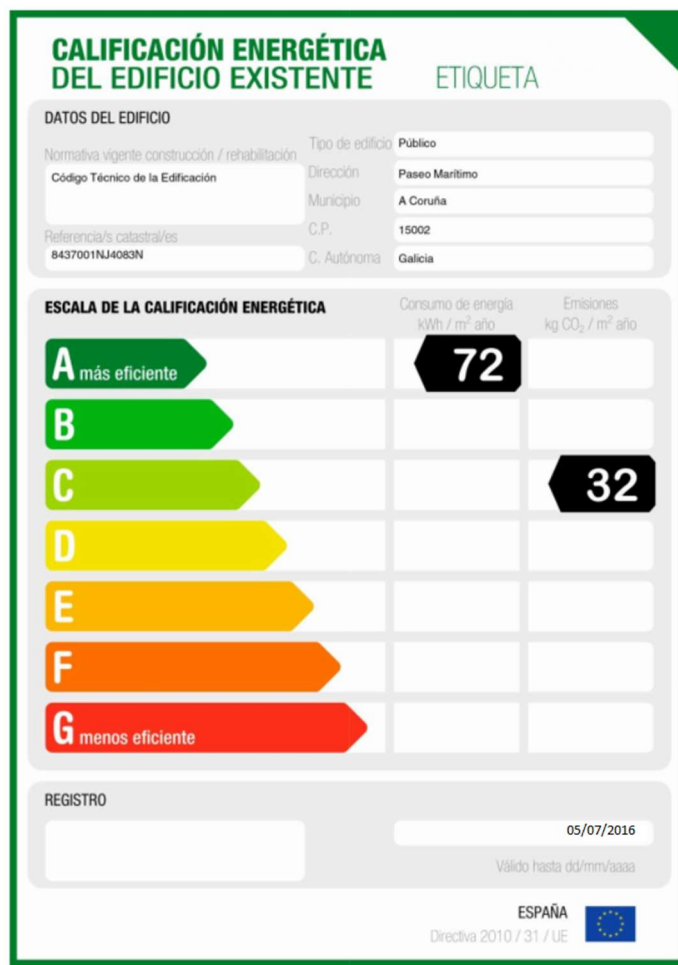 CALIFICACIÓN ENERGÉTICA
DEL EDIFICIO EXISTENTE ETIQUETA
DATOS DEL EDIFICIO
Normativa vigente construcción / rehabilitación
Código Técnico de la Edificación
Referencia/s catastral/es
8437001NJ4083N
Tipo de edificio Público
Dirección Paseo Marítimo
Municipio A Coruña
C.P. 15002
C. Autónoma Galicia
ESCALA DE LA CALIFICACIÓN ENERGÉTICA
Consumo de energía
kWh / m² año
Emisiones
kg CO₂ / m² año
A más eficiente 72
B
C 32
D
E
F
G menos eficiente
REGISTRO
05/07/2016
Válido hasta dd/mm/aaaa
ESPAÑA
Directiva 2010 / 31 / UE